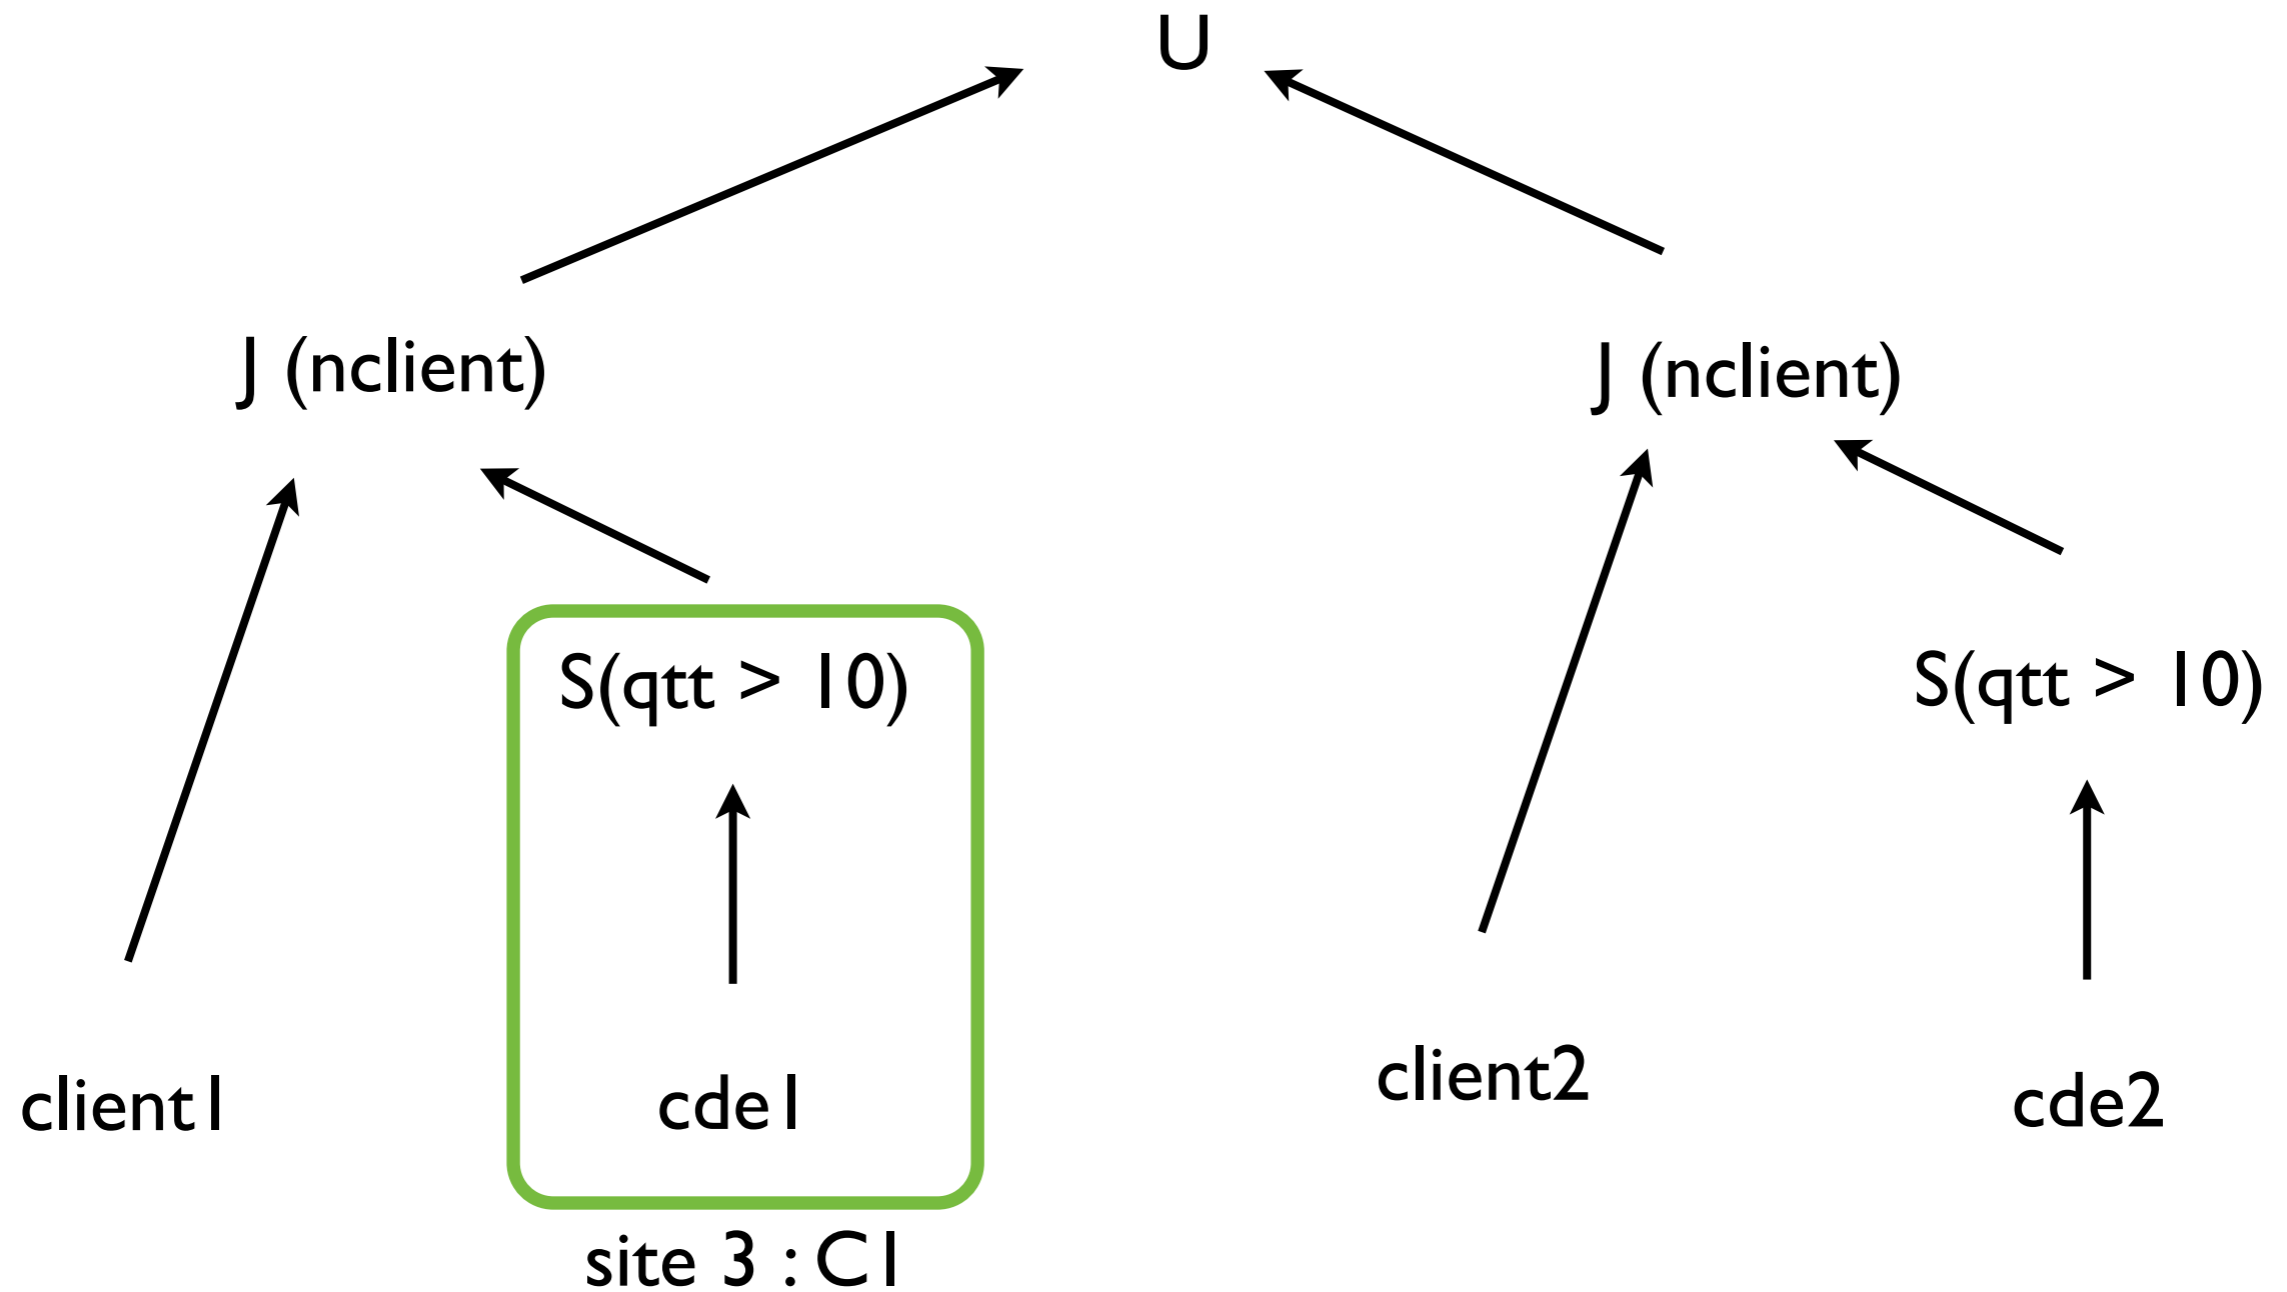 U
J (nclient)
J (nclient)
S(qtt > 10)
S(qtt > 10)
client1
cde1
client2
cde2
site 3 : C1